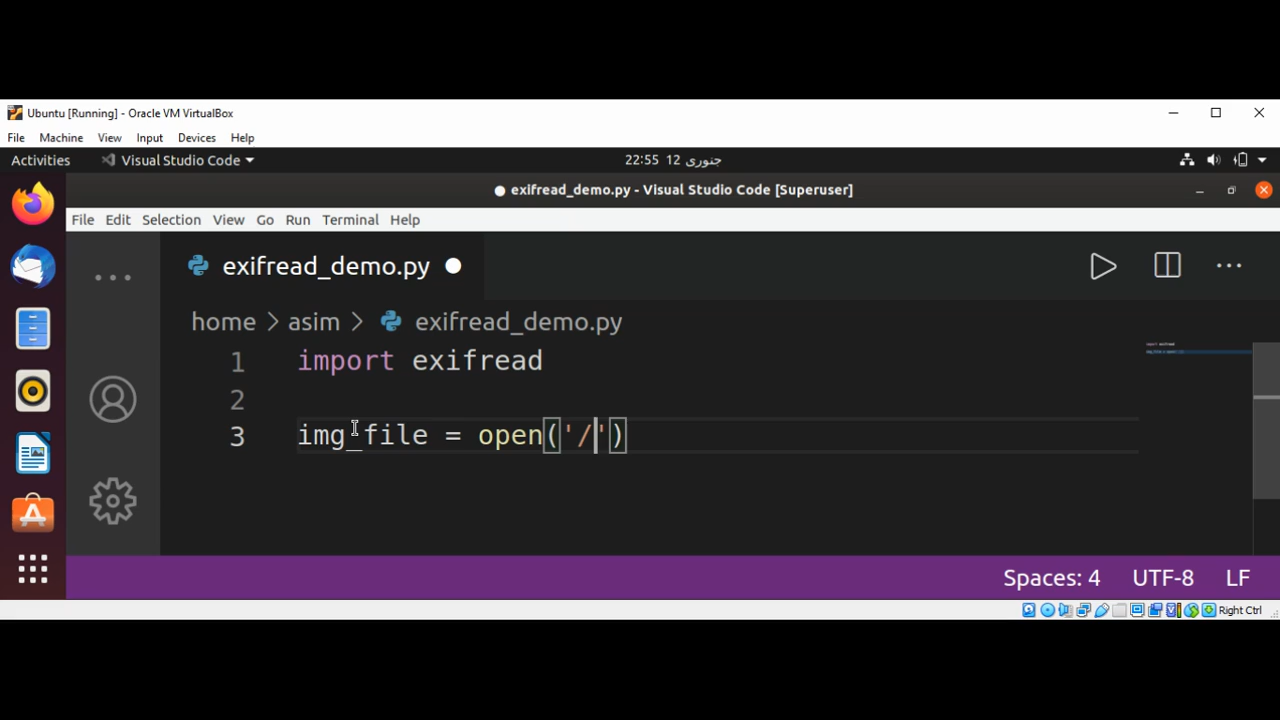 Ubuntu [Running] - Oracle VM VirtualBox
File Machine View Input Devices Help
Activities Visual Studio Code 22:55 12 جنوری
exifread_demo.py - Visual Studio Code [Superuser]
File Edit Selection View Go Run Terminal Help
exifread_demo.py
home > asim > exifread_demo.py
1 import exifread
2
3 img_file = open('/')
Spaces: 4 UTF-8 LF
Right Ctrl